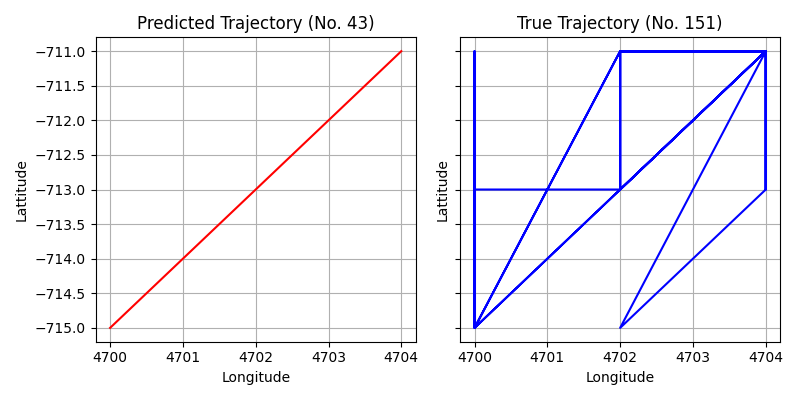 Predicted Trajectory (No. 43)
−711.0
−711.5
−712.0
−712.5
−713.0
−713.5
−714.0
−714.5
−715.0
Lattitude
4700 4701 4702 4703 4704
Longitude
True Trajectory (No. 151)
Lattitude
4700 4701 4702 4703 4704
Longitude